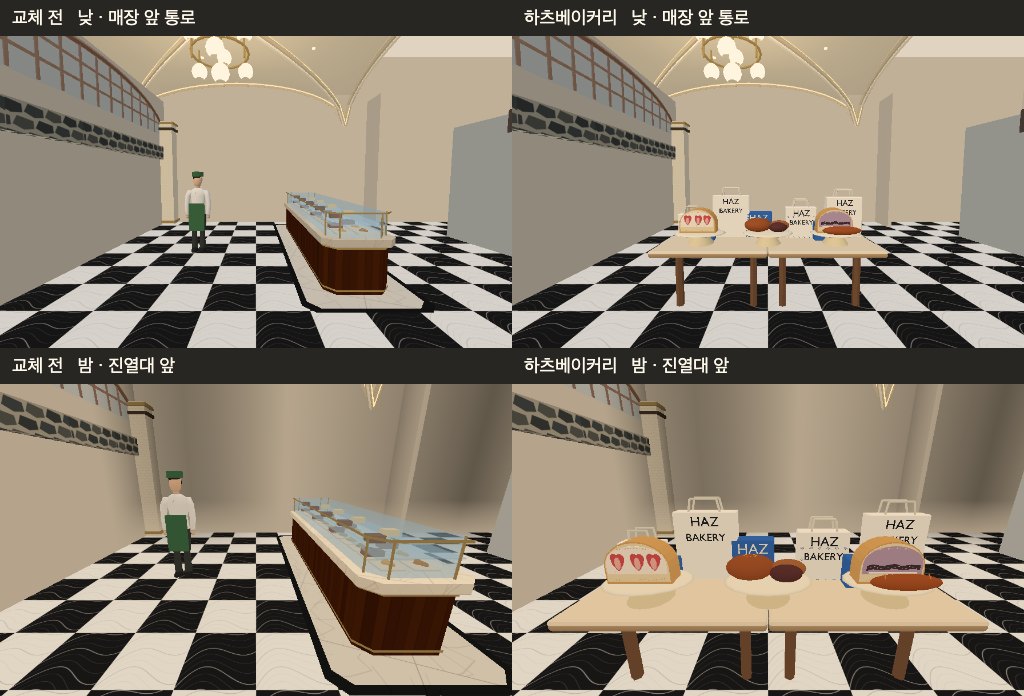 교체 전 낮 · 매장 앞 통로
하츠베이커리 낮 · 매장 앞 통로
HAZ
BAKERY
HAZ
HAZ
BAKERY
HAZ
교체 전 밤 · 진열대 앞
하츠베이커리 밤 · 진열대 앞
HAZ
BAKERY
HAZ
HAZ
BAKERY
HAZ